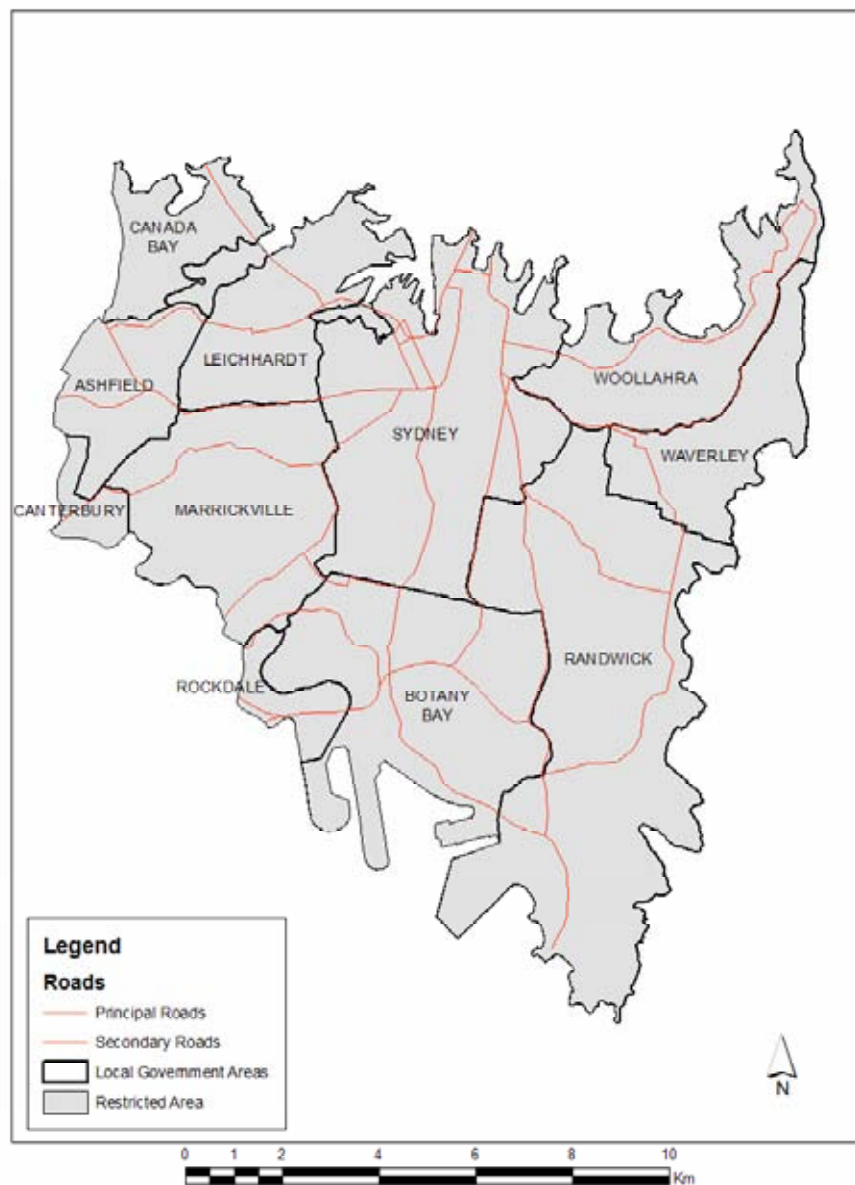 CANADA
BAY
LEICHHARDT
ASHFIELD
WOOLLAHRA
SYDNEY
WAVERLEY
CANTERBURY
MARRICKVILLE
RANDWICK
ROCKDALE
BOTANY
BAY
Legend
Roads
Principal Roads
Secondary Roads
Local Government Areas
Restricted Area
N
0 1 2 4 6 8 10
Km